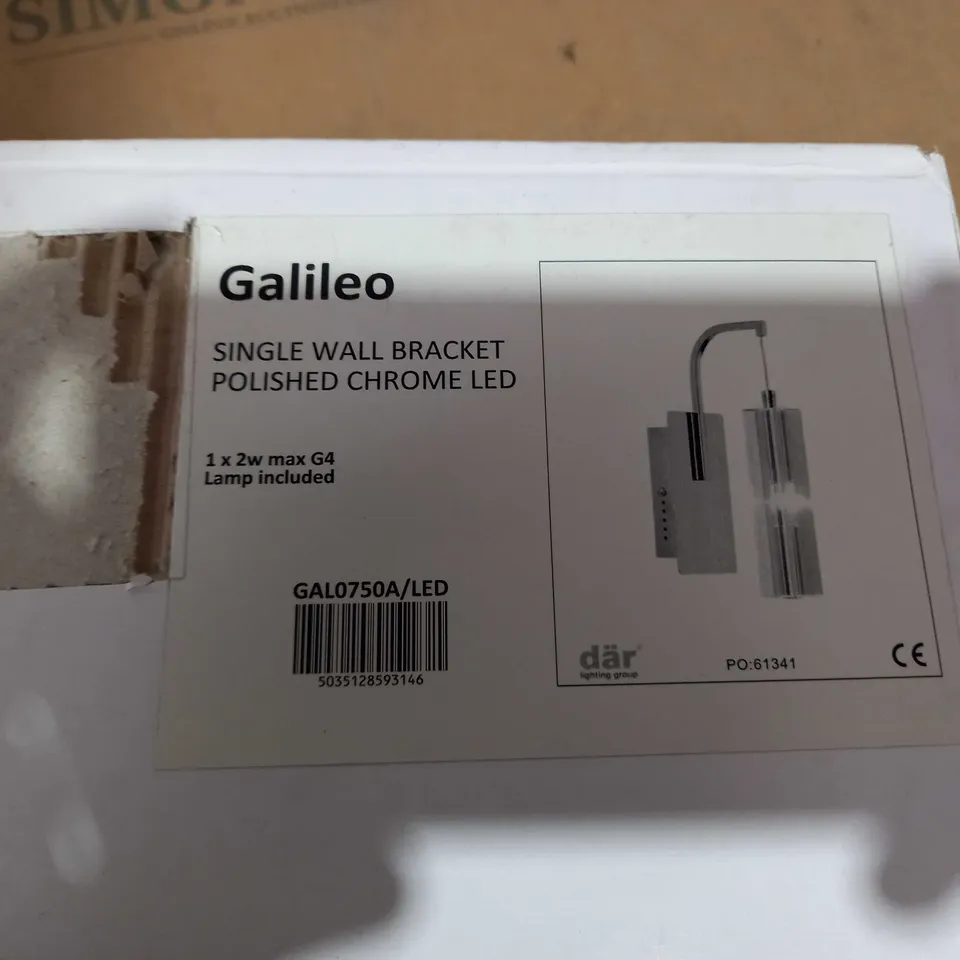 Galileo
SINGLE WALL BRACKET
POLISHED CHROME LED
1 x 2w max G4
Lamp included
GAL0750A/LED
5035128593146
där
lighting group
PO:61341
CE